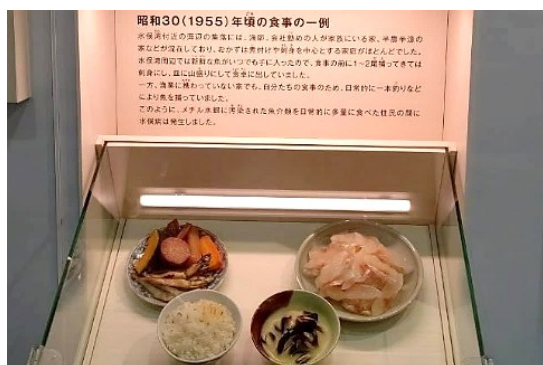 昭和30(1955)年頃の食事の一例
水俣湾付近の海辺の集落には、漁師、会社勤めの人が家族にいる家、半農半漁の
家などが混在しており、おかずは魚付けや刺身を中心とする家庭がほとんどでした。
水俣湾周辺では新鮮な魚がいつでも手に入ったので、食事の前に1~2尾捕ってきては
刺身にし、皿に山盛りにして食卓に出していました。
一方、漁業に携わっていない家でも、自分たちの食事のため、日常的に一本釣りなど
により魚を捕っていました。
このように、メチル水銀に汚染された魚介類を日常的に多量に食べた住民の間に
水俣病は発生しました。